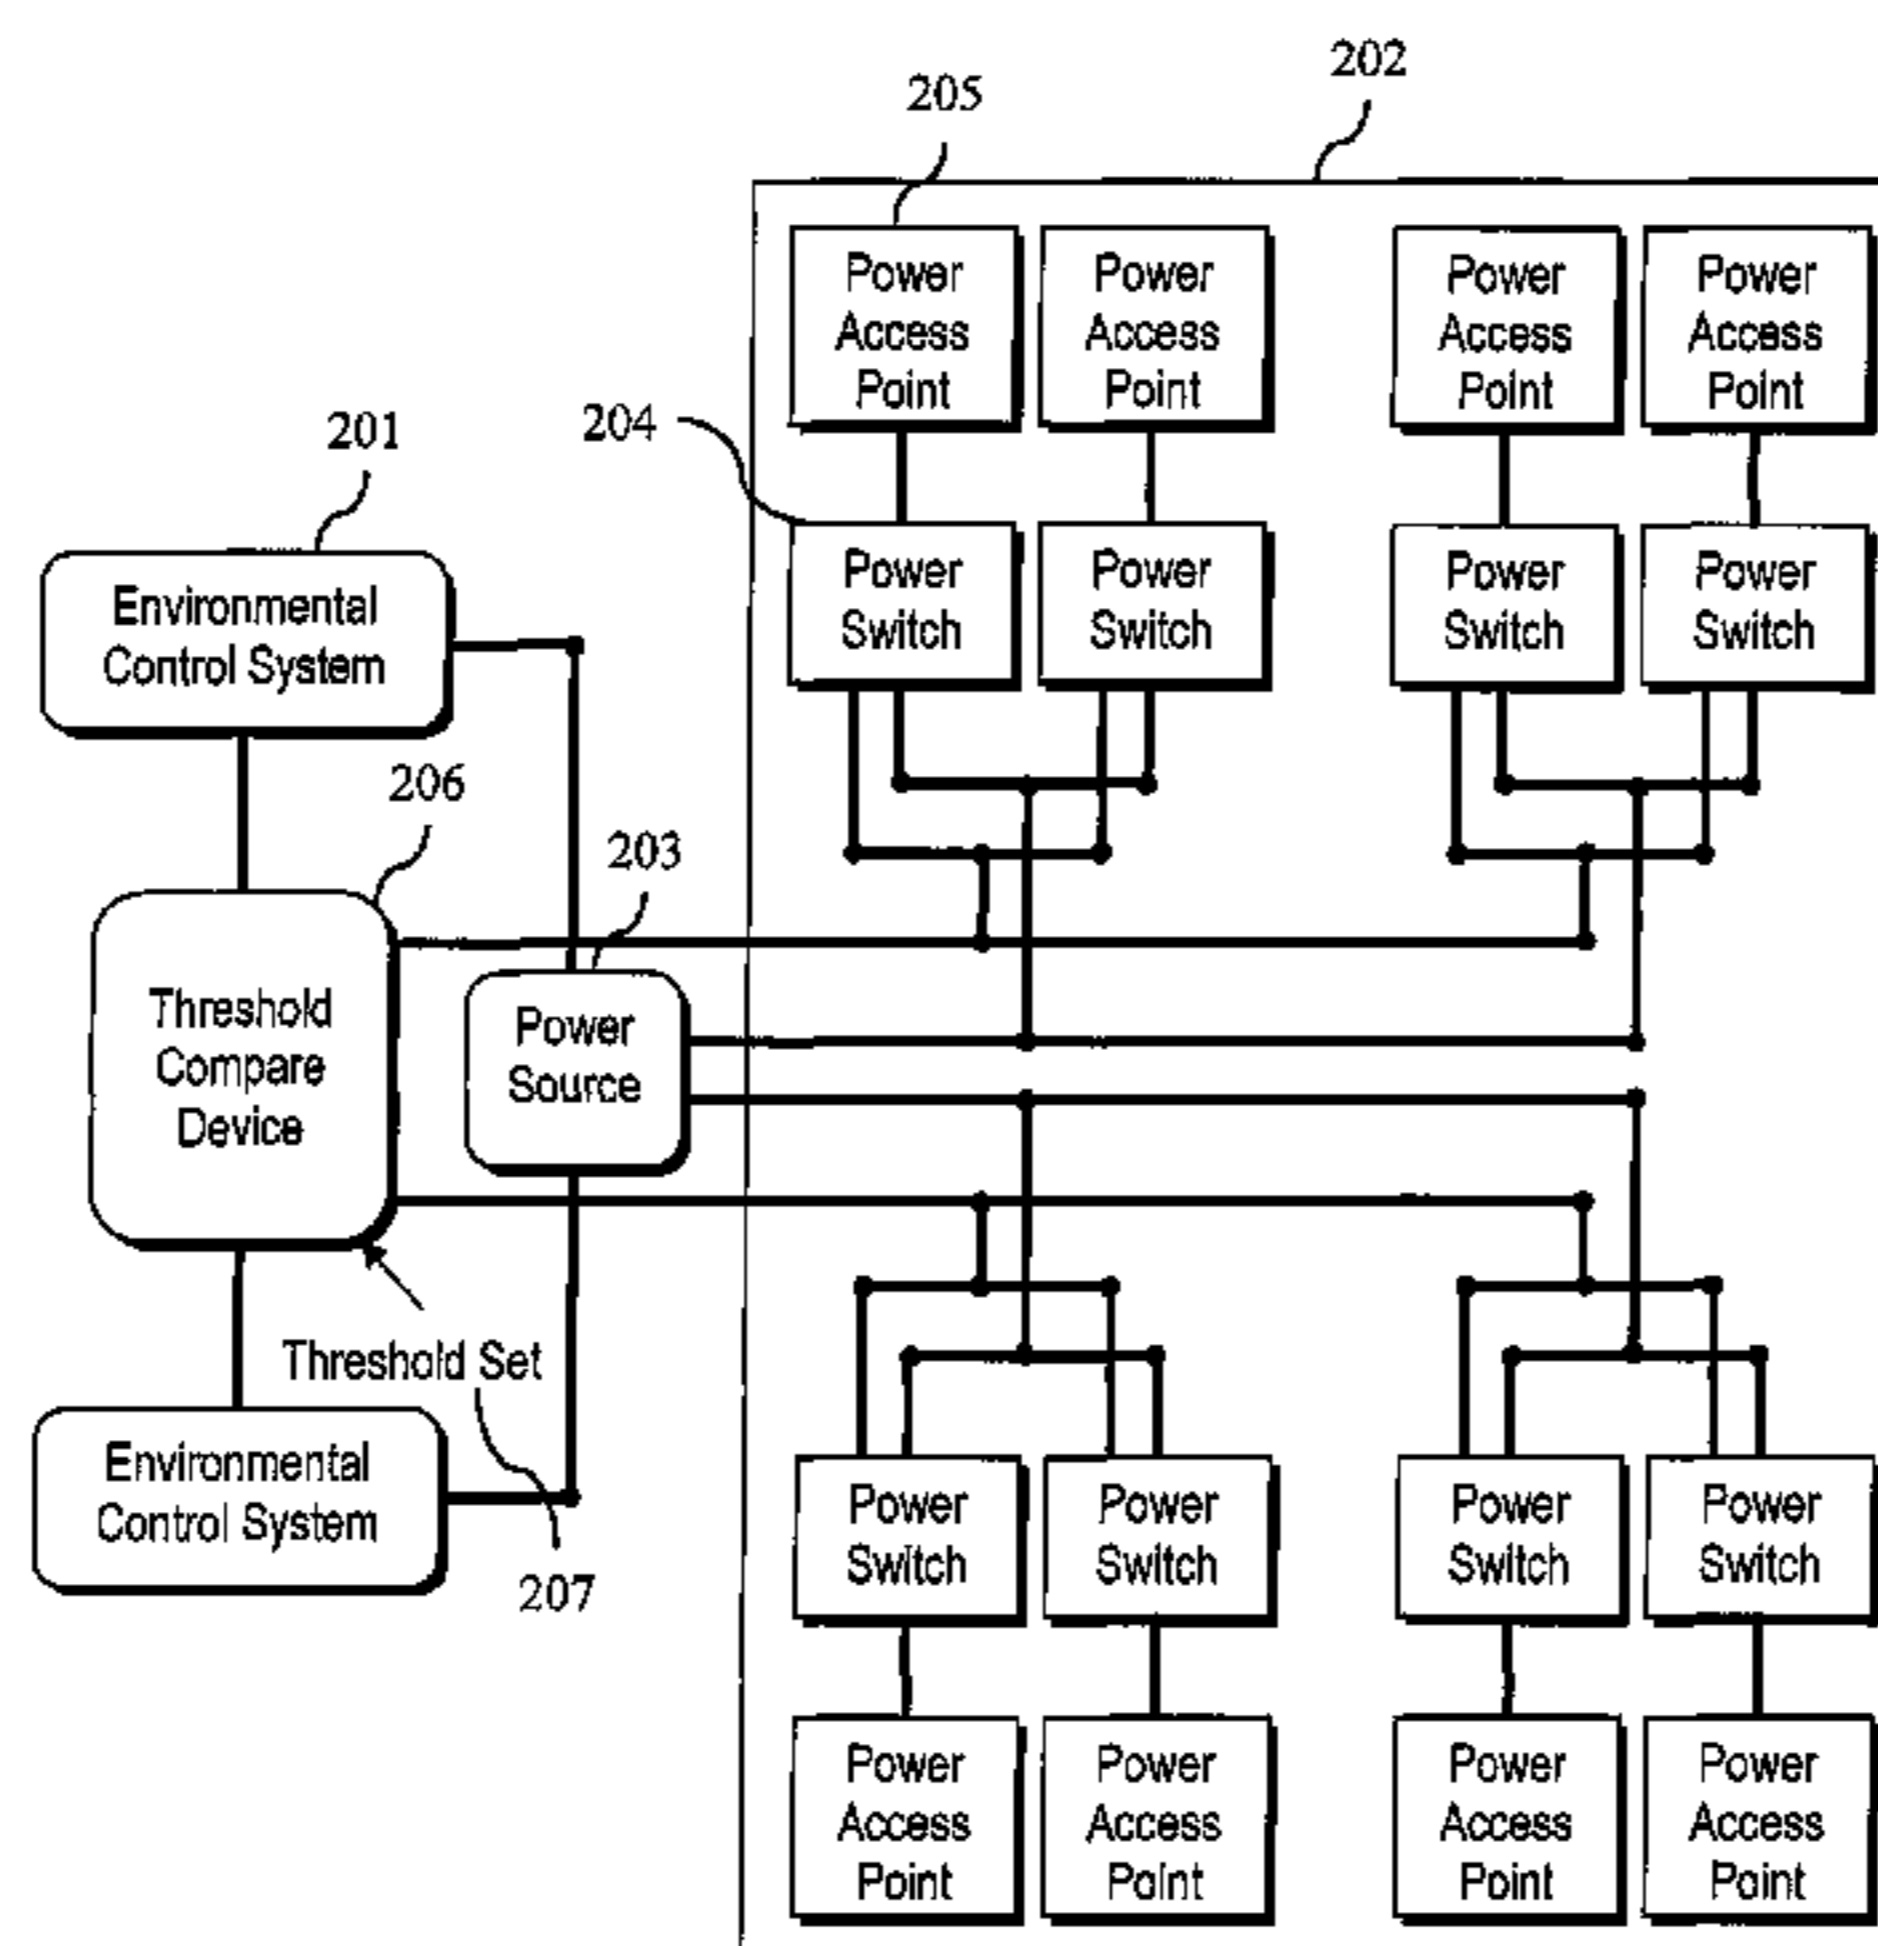 202
205
Power
Access
Point
Power
Access
Point
Power
Access
Point
Power
Access
Point
204
201
Power
Switch
Power
Switch
Power
Switch
Power
Switch
Environmental
Control System
206
203
Threshold
Compare
Device
Power
Source
Threshold Set
207
Environmental
Control System
Power
Switch
Power
Switch
Power
Switch
Power
Switch
Power
Access
Point
Power
Access
Point
Power
Access
Point
Power
Access
Point